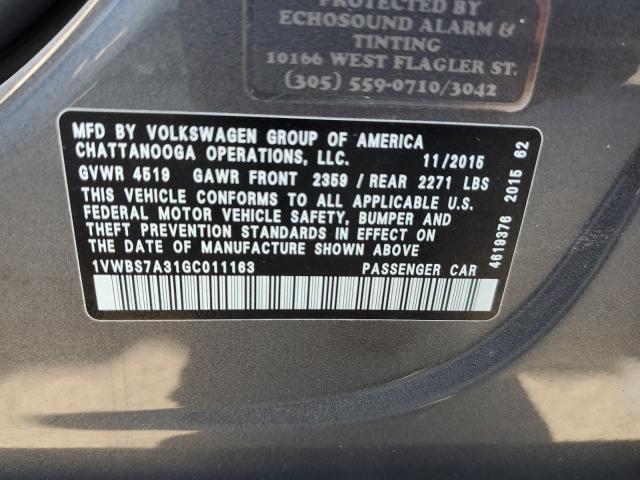 PROTECTED BY
ECHOSOUND ALARM &
TINTING
10166 WEST FLAGLER ST.
(305) 559-0710/3042
MFD BY VOLKSWAGEN GROUP OF AMERICA
CHATTANOOGA OPERATIONS, LLC. 11/2015
GVWR 4519 GAWR FRONT 2359 / REAR 2271 LBS
THIS VEHICLE CONFORMS TO ALL APPLICABLE U.S.
FEDERAL MOTOR VEHICLE SAFETY, BUMPER AND
THEFT PREVENTION STANDARDS IN EFFECT ON
THE DATE OF MANUFACTURE SHOWN ABOVE
1VWBS7A31GC011163 PASSENGER CAR
4619376 2015 62